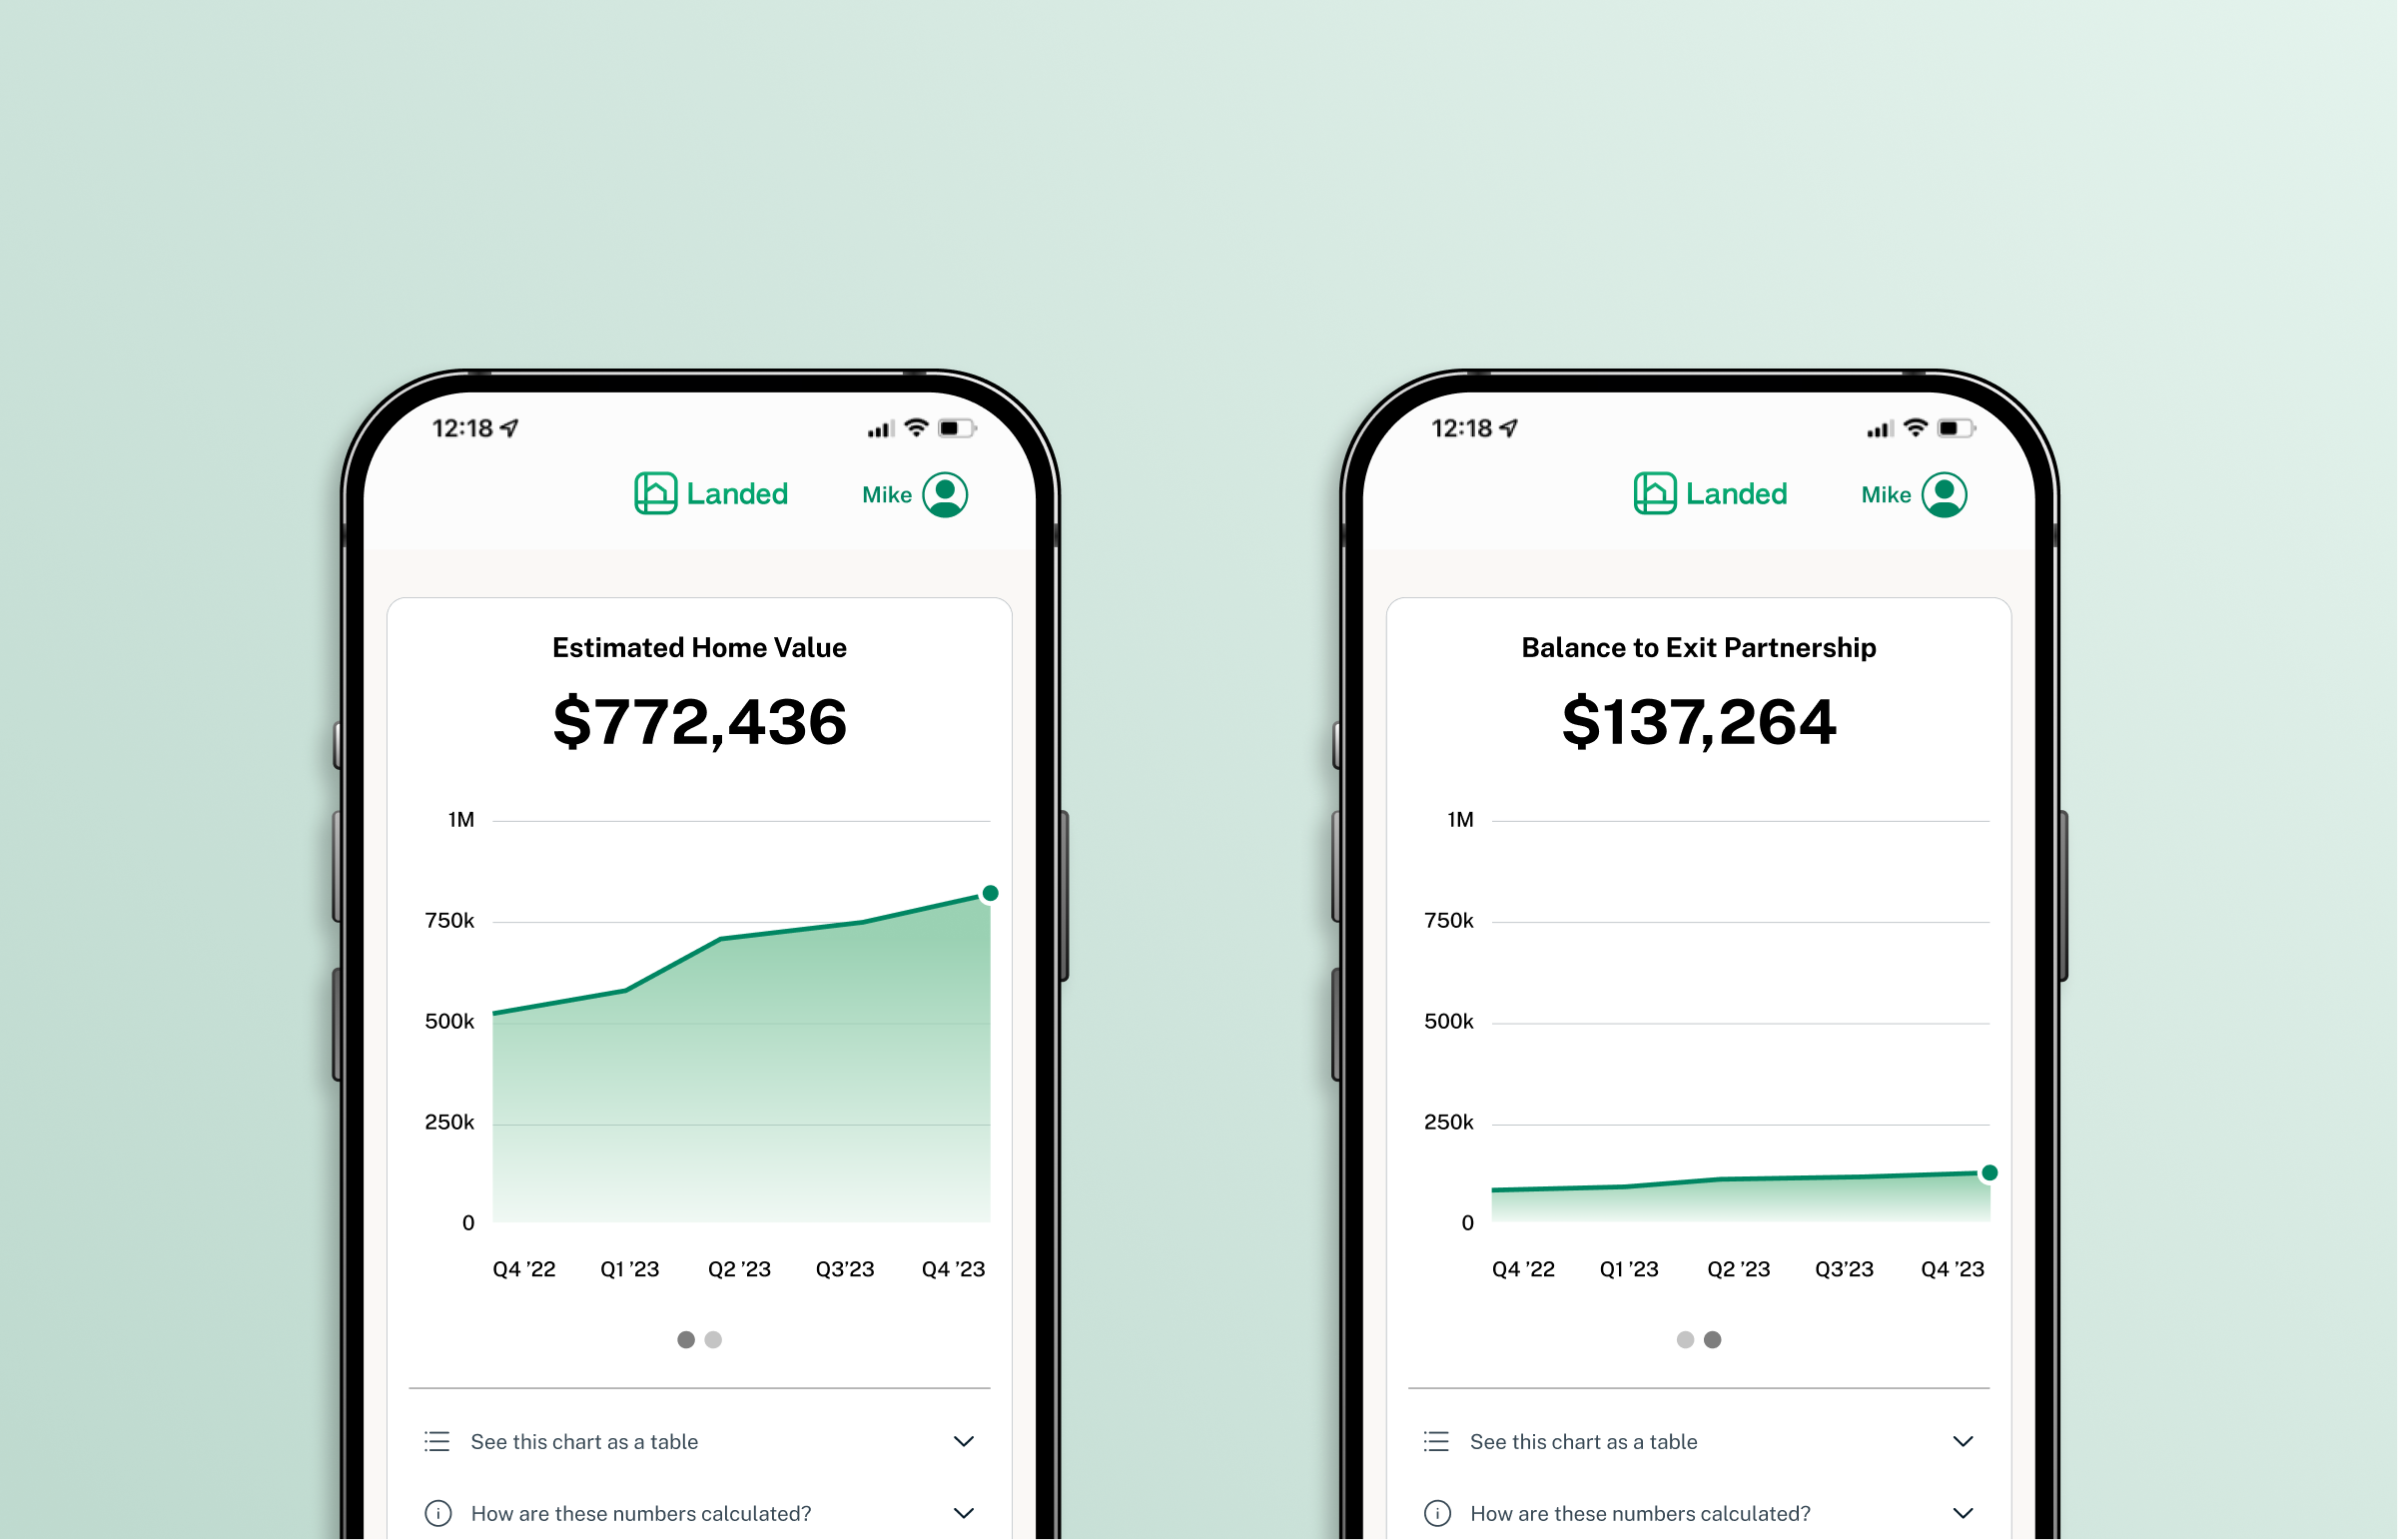 12:18
Landed
Mike
Estimated Home Value
$772,436
1M
750k
500k
250k
0
Q4 ’22 Q1 ’23 Q2 ’23 Q3’23 Q4 ’23
See this chart as a table
How are these numbers calculated?
12:18
Landed
Mike
Balance to Exit Partnership
$137,264
1M
750k
500k
250k
0
Q4 ’22 Q1 ’23 Q2 ’23 Q3’23 Q4 ’23
See this chart as a table
How are these numbers calculated?